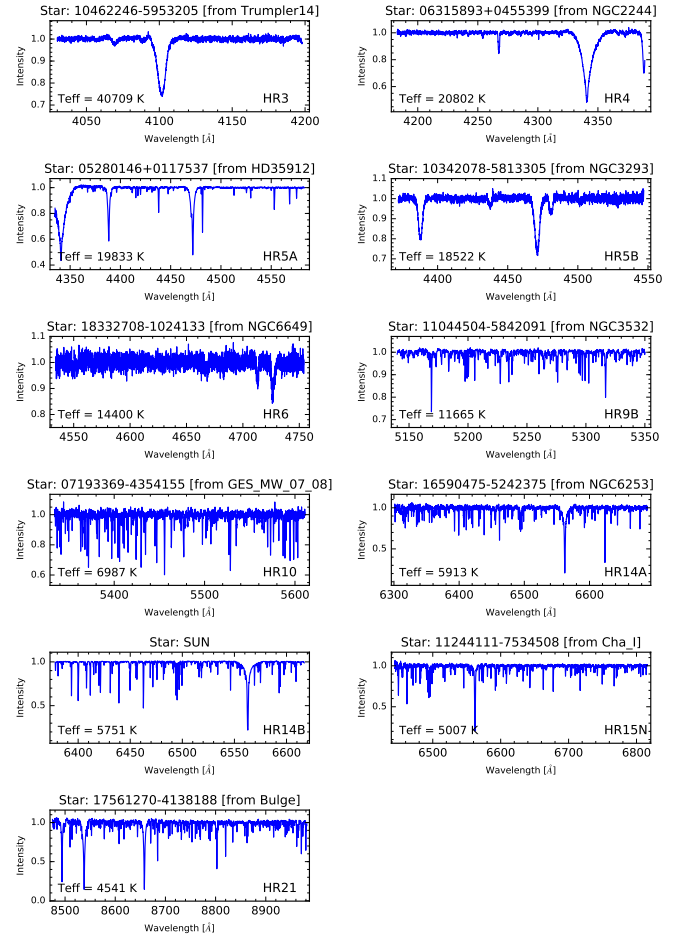 Star: 10462246-5953205 [from Trumpler14]
Intensity
1.0
0.9
0.8
0.7
Teff = 40709 K
HR3
4050
4100
4150
4200
Wavelength [Å]
Star: 06315893+0455399 [from NGC2244]
Intensity
1.0
0.8
0.6
Teff = 20802 K
HR4
4200
4250
4300
4350
Wavelength [Å]
Star: 05280146+0117537 [from HD35912]
Intensity
1.0
0.8
0.6
0.4
Teff = 19833 K
HR5A
4350
4400
4450
4500
4550
Wavelength [Å]
Star: 10342078-5813305 [from NGC3293]
Intensity
1.1
1.0
0.9
0.8
0.7
Teff = 18522 K
HR5B
4400
4450
4500
4550
Wavelength [Å]
Star: 18332708-1024133 [from NGC6649]
Intensity
1.1
1.0
0.9
0.8
Teff = 14400 K
HR6
4550
4600
4650
4700
4750
Wavelength [Å]
Star: 11044504-5842091 [from NGC3532]
Intensity
1.0
0.9
0.8
0.7
Teff = 11665 K
HR9B
5150
5200
5250
5300
5350
Wavelength [Å]
Star: 07193369-4354155 [from GES_MW_07_08]
Intensity
1.0
0.8
0.6
Teff = 6987 K
HR10
5400
5500
5600
Wavelength [Å]
Star: 16590475-5242375 [from NGC6253]
Intensity
1.0
0.5
Teff = 5913 K
HR14A
6300
6400
6500
6600
Wavelength [Å]
Star: SUN
Intensity
1.0
0.5
Teff = 5751 K
HR14B
6400
6450
6500
6550
6600
Wavelength [Å]
Star: 11244111-7534508 [from Cha_I]
Intensity
1.0
0.5
Teff = 5007 K
HR15N
6500
6600
6700
6800
Wavelength [Å]
Star: 17561270-4138188 [from Bulge]
Intensity
1.0
0.5
0.0
Teff = 4541 K
HR21
8500
8600
8700
8800
8900
Wavelength [Å]